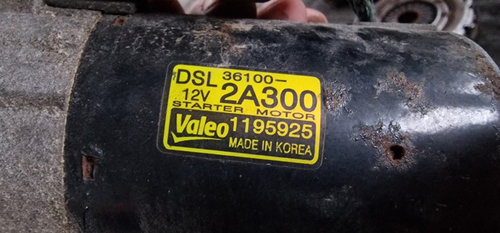 DSL 36100-
12V 2A300
STARTER MOTOR
Valeo 1195925
MADE IN KOREA